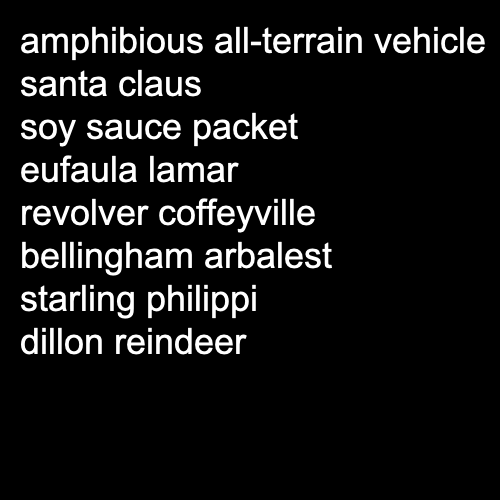 amphibious all-terrain vehicle
santa claus
soy sauce packet
eufaula lamar
revolver coffeyville
bellingham arbalest
starling philippi
dillon reindeer